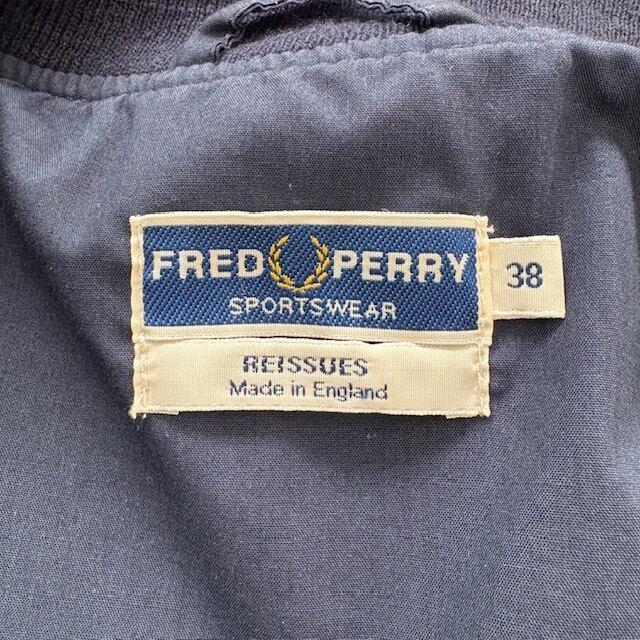 FRED PERRY
SPORTSWEAR
38
REISSUES
Made in England